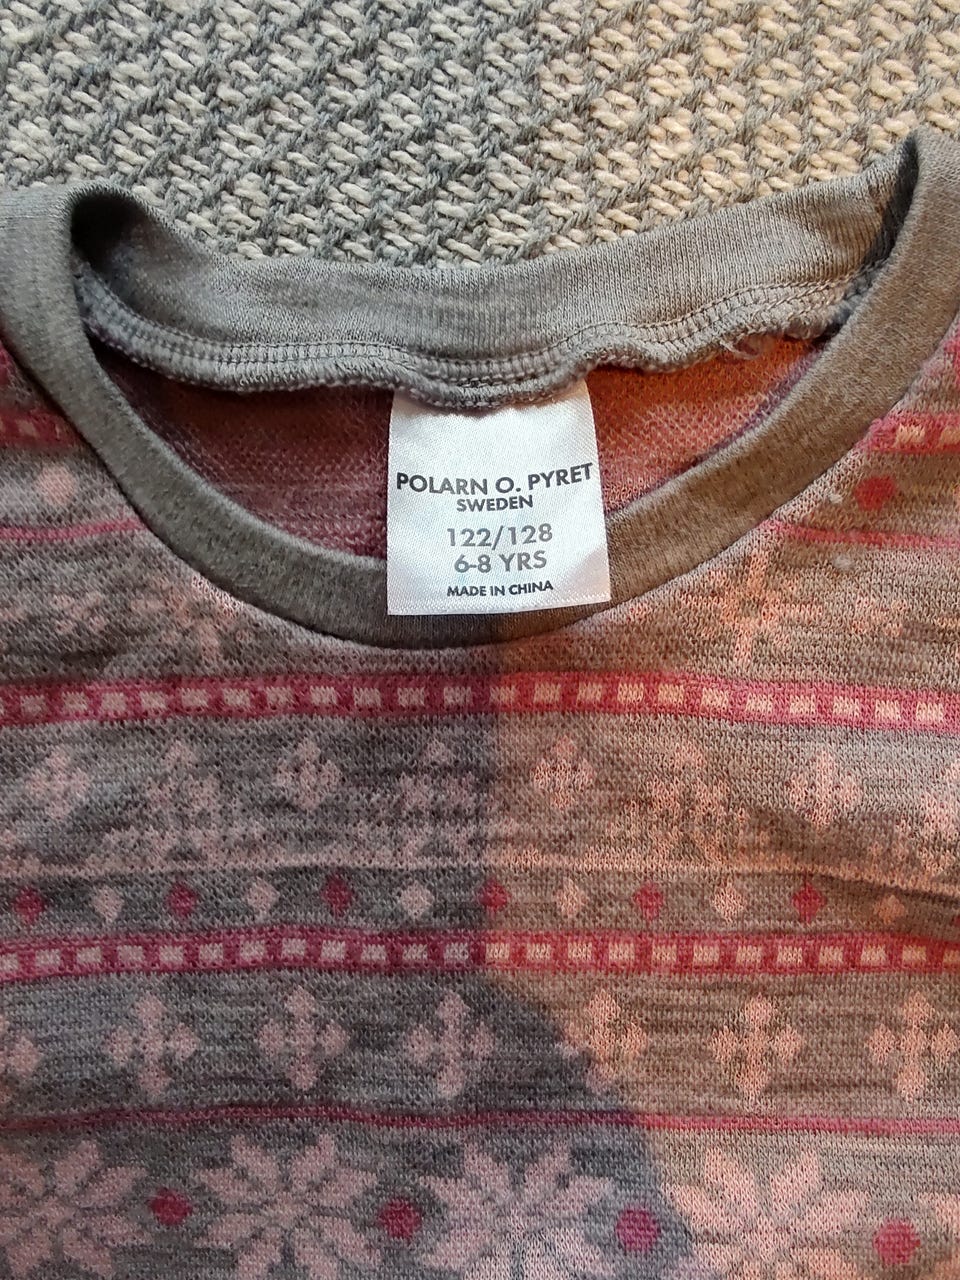 POLARN O. PYRET
SWEDEN
122/128
6-8 YRS
MADE IN CHINA